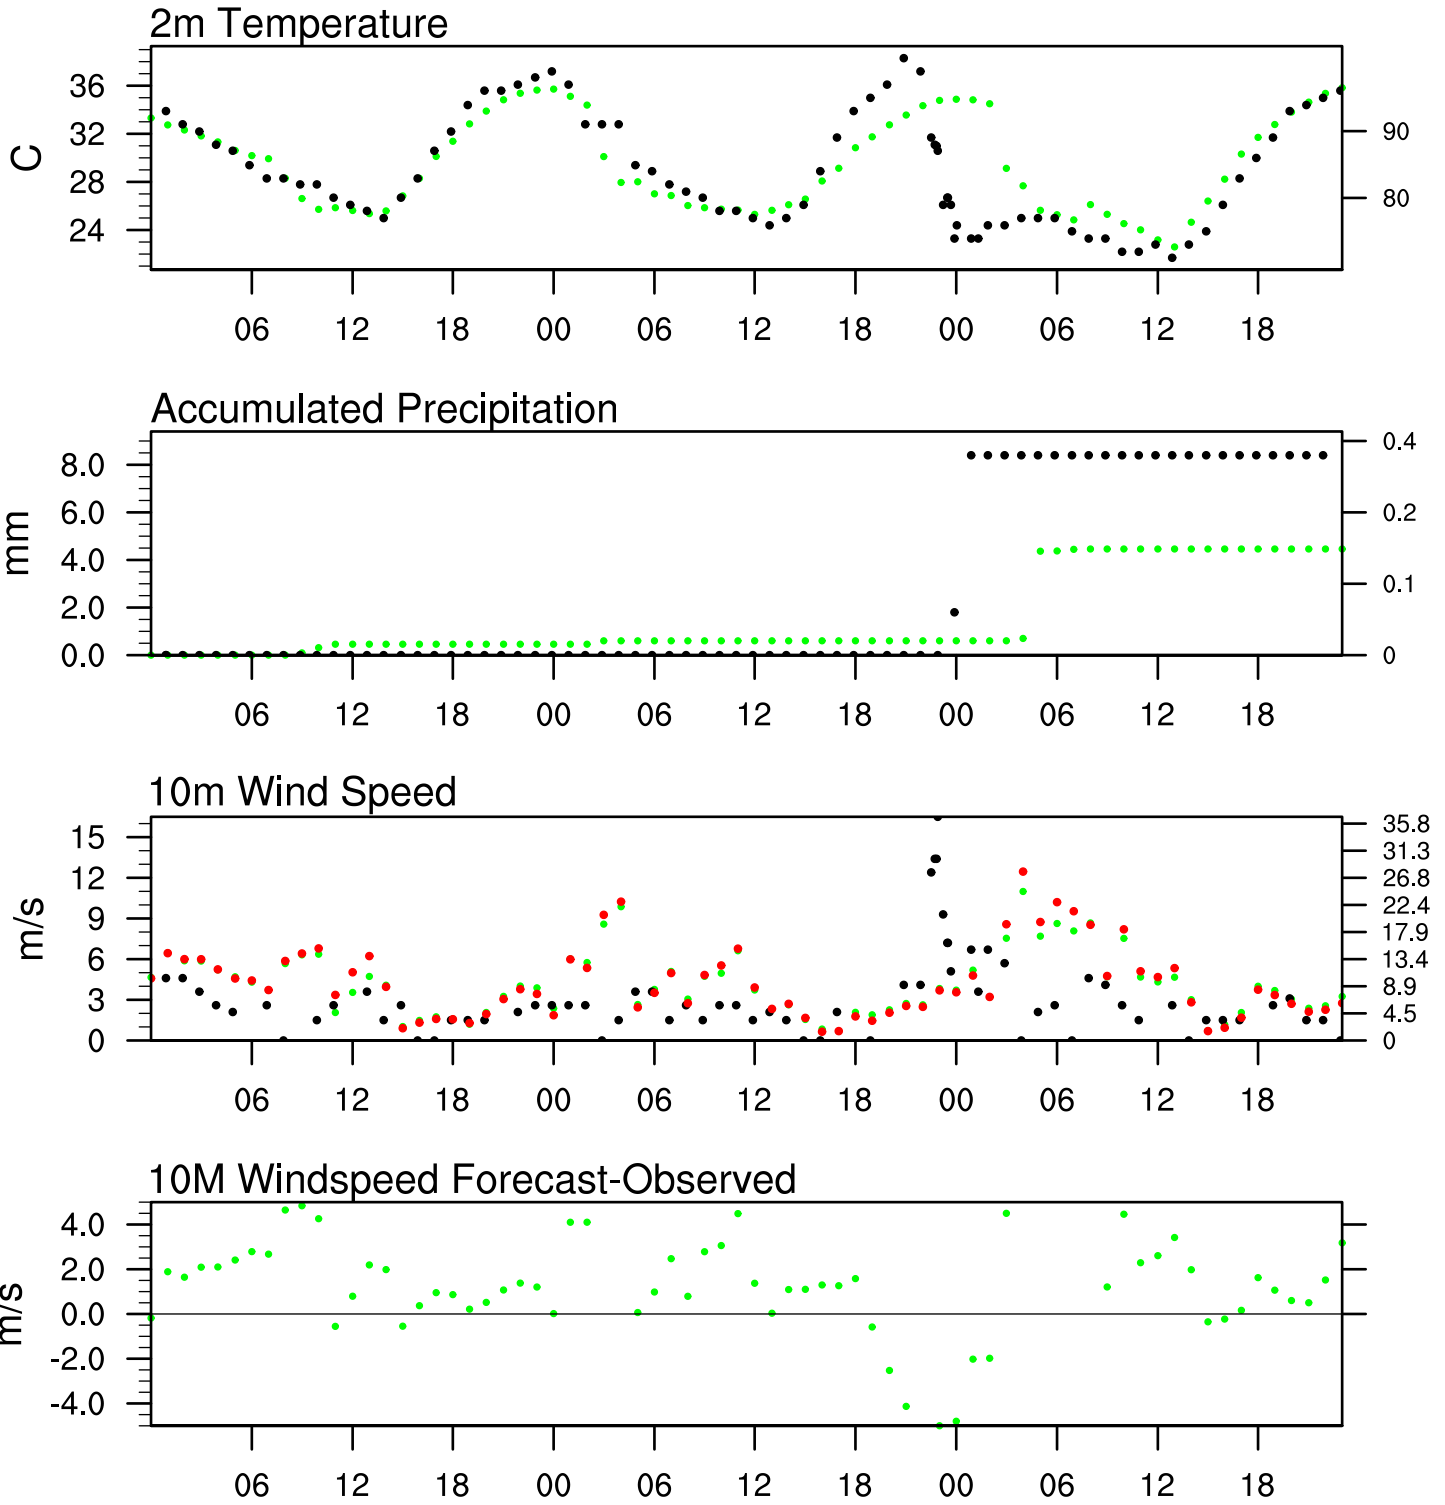 2m Temperature
36
32
28
24
C
90
80
06 12 18 00 06 12 18 00 06 12 18
Accumulated Precipitation
8.0
6.0
4.0
2.0
0.0
mm
0.4
0.2
0.1
0
06 12 18 00 06 12 18 00 06 12 18
10m Wind Speed
15
12
9
6
3
0
m/s
35.8
31.3
26.8
22.4
17.9
13.4
8.9
4.5
0
06 12 18 00 06 12 18 00 06 12 18
10M Windspeed Forecast-Observed
4.0
2.0
0.0
-2.0
-4.0
m/s
06 12 18 00 06 12 18 00 06 12 18